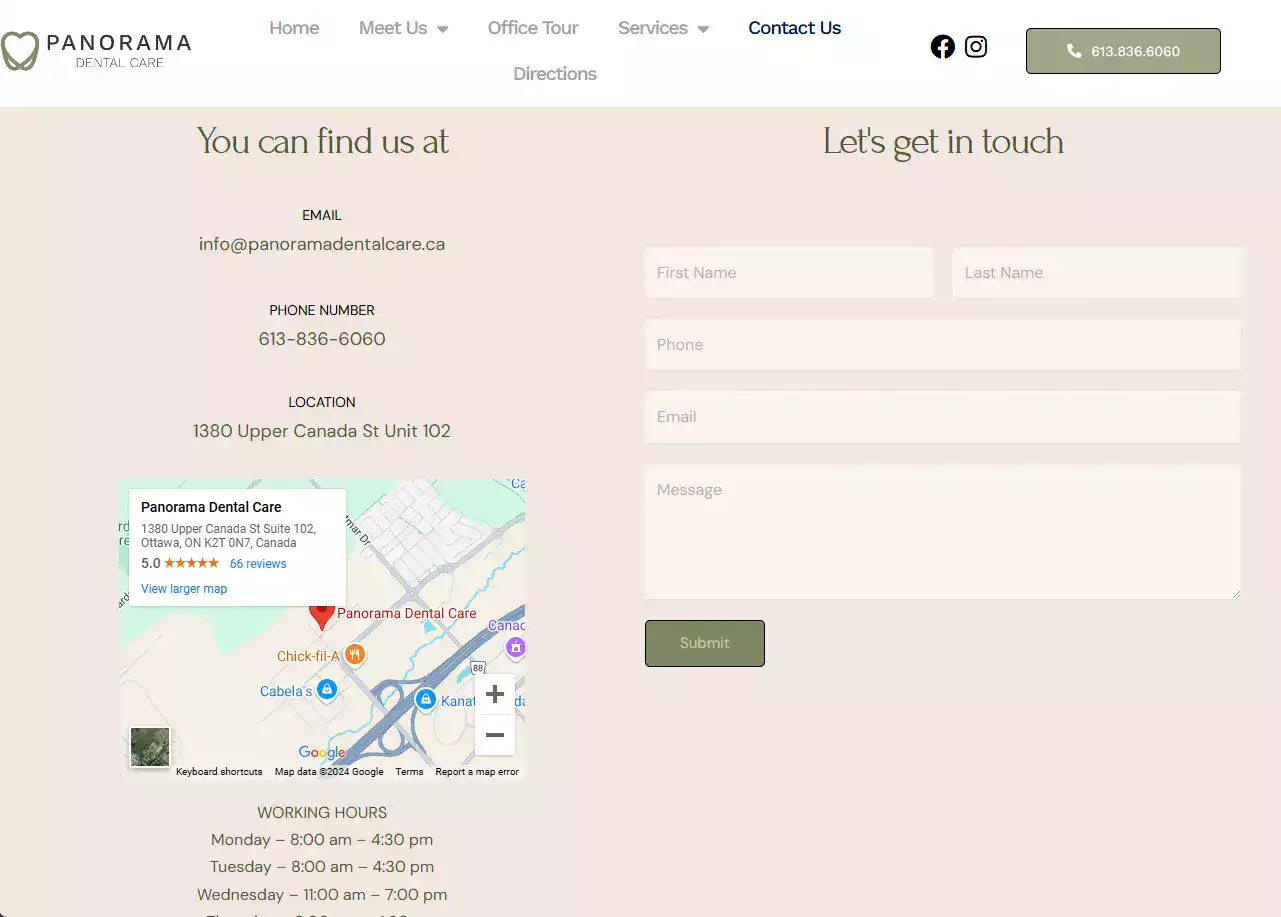 PANORAMA
DENTAL CARE
Home
Meet Us
Office Tour
Services
Contact Us
Directions
613.836.6060
You can find us at
EMAIL
info@panoramadentalcare.ca
PHONE NUMBER
613-836-6060
LOCATION
1380 Upper Canada St Unit 102
Panorama Dental Care
1380 Upper Canada St Suite 102,
Ottawa, ON K2T 0N7, Canada
5.0 ★★★★★ 66 reviews
View larger map
Panorama Dental Care
Chick-fil-A
Cabela's
88
Google
Keyboard shortcuts
Map data ©2024 Google
Terms
Report a map error
WORKING HOURS
Monday – 8:00 am – 4:30 pm
Tuesday – 8:00 am – 4:30 pm
Wednesday – 11:00 am – 7:00 pm
Let's get in touch
First Name
Last Name
Phone
Email
Message
Submit